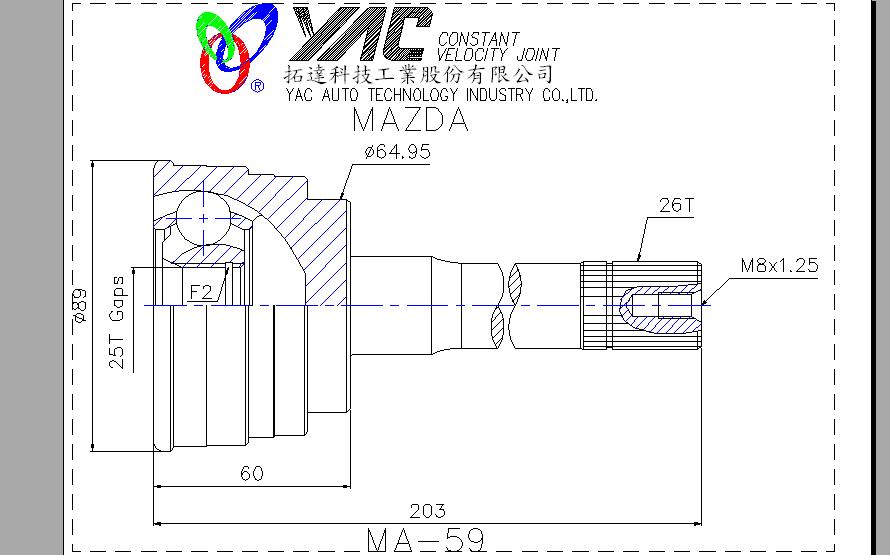 YAC CONSTANT
VELOCITY JOINT
®
拓達科技工業股份有限公司
YAC AUTO TECHNOLOGY INDUSTRY CO.,LTD.
MAZDA
ø64.95
26T
M8x1.25
F2
ø89
25T Gaps
60
203
MA-59